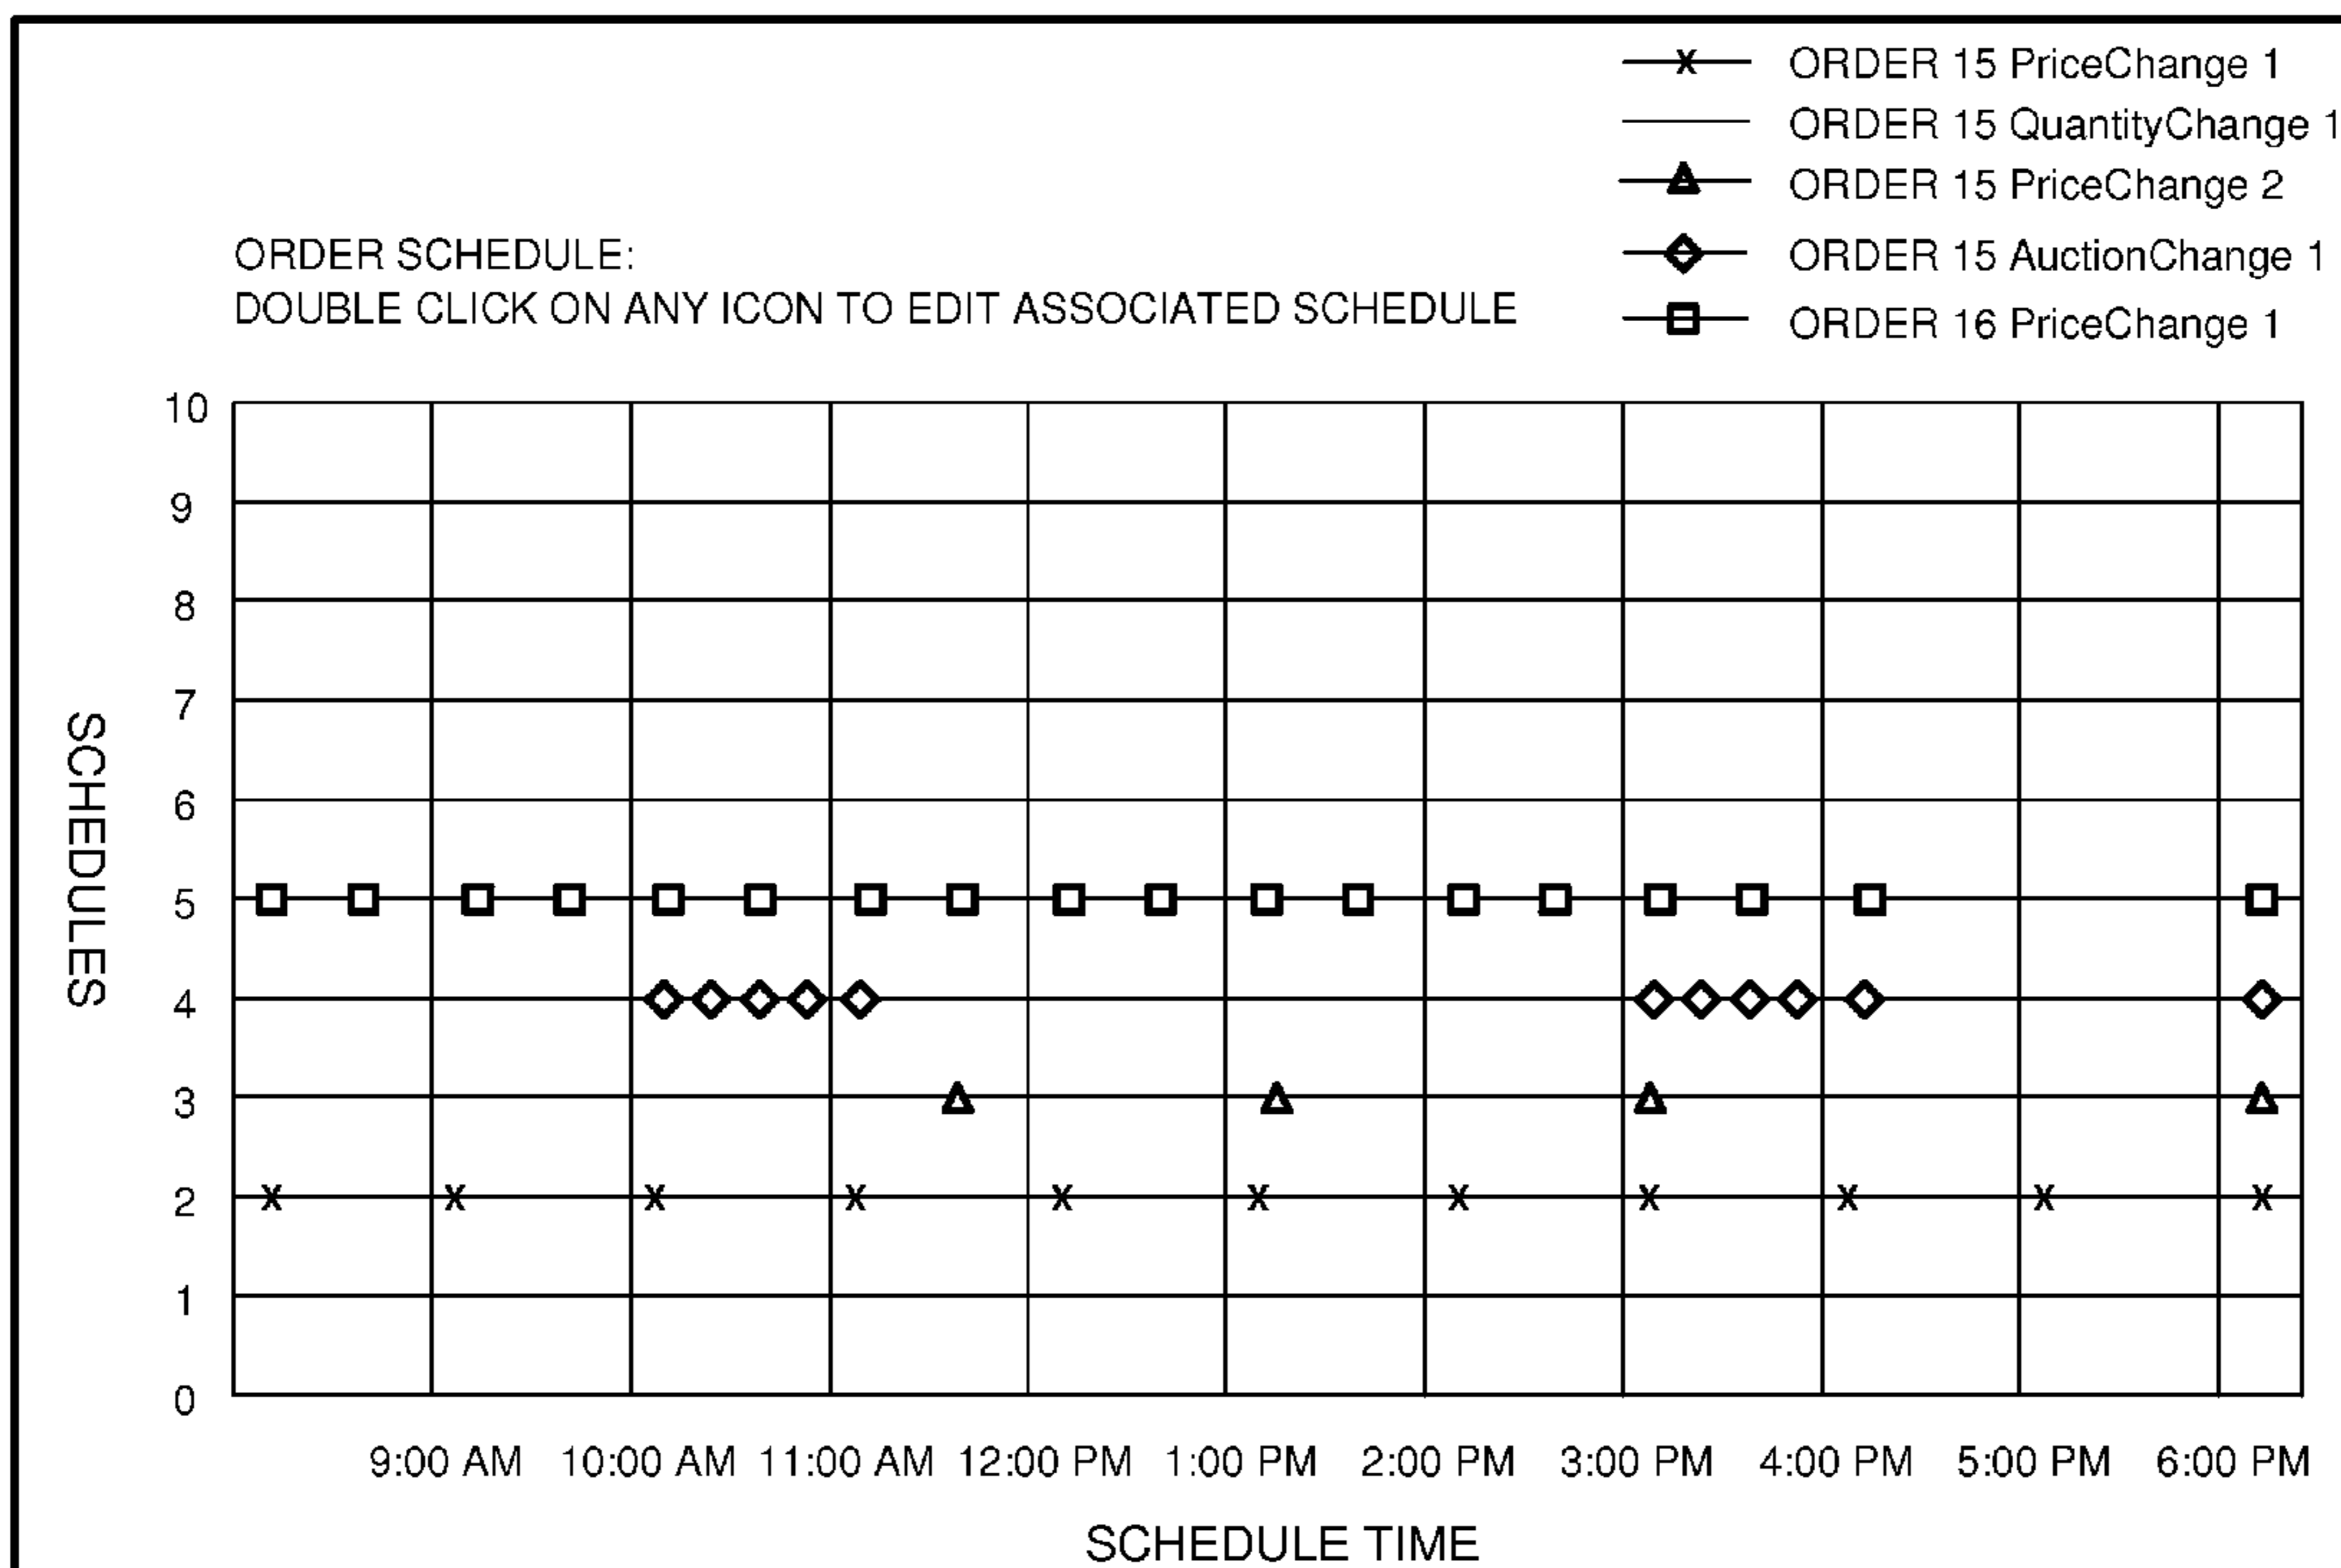 ORDER 15 PriceChange 1
ORDER 15 QuantityChange 1
ORDER 15 PriceChange 2
ORDER 15 AuctionChange 1
ORDER 16 PriceChange 1
ORDER SCHEDULE:
DOUBLE CLICK ON ANY ICON TO EDIT ASSOCIATED SCHEDULE
10
9
8
7
6
5
4
3
2
1
0
SCHEDULES
9:00 AM 10:00 AM 11:00 AM 12:00 PM 1:00 PM 2:00 PM 3:00 PM 4:00 PM 5:00 PM 6:00 PM
SCHEDULE TIME